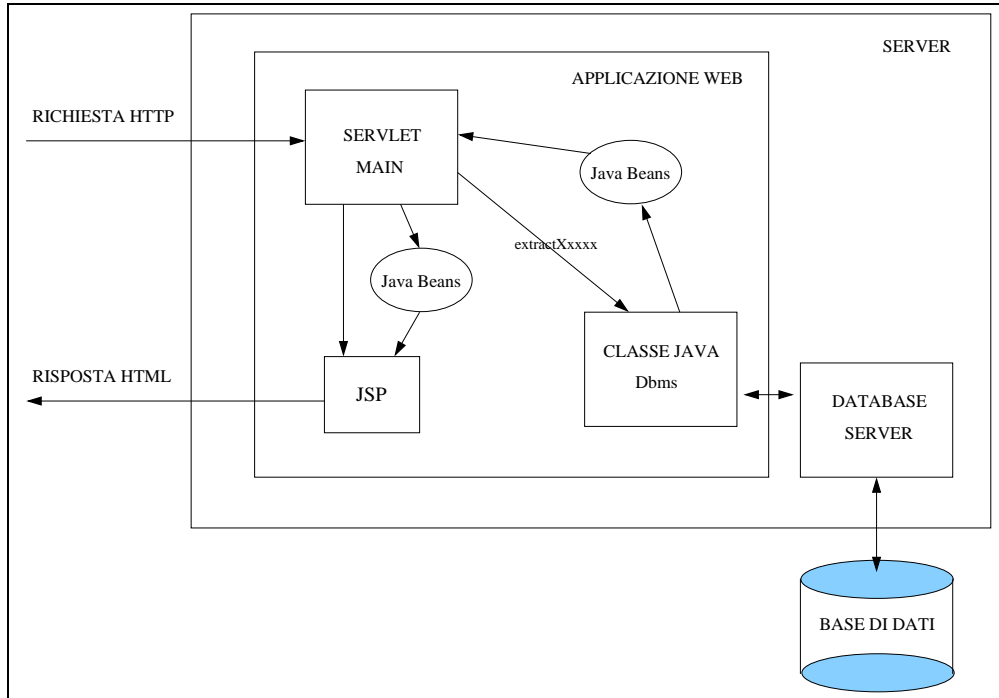 SERVER
APPLICAZIONE WEB
RICHIESTA HTTP
SERVLET
MAIN
Java Beans
extractXxxxx
Java Beans
CLASSE JAVA
Dbms
RISPOSTA HTML
JSP
DATABASE
SERVER
BASE DI DATI